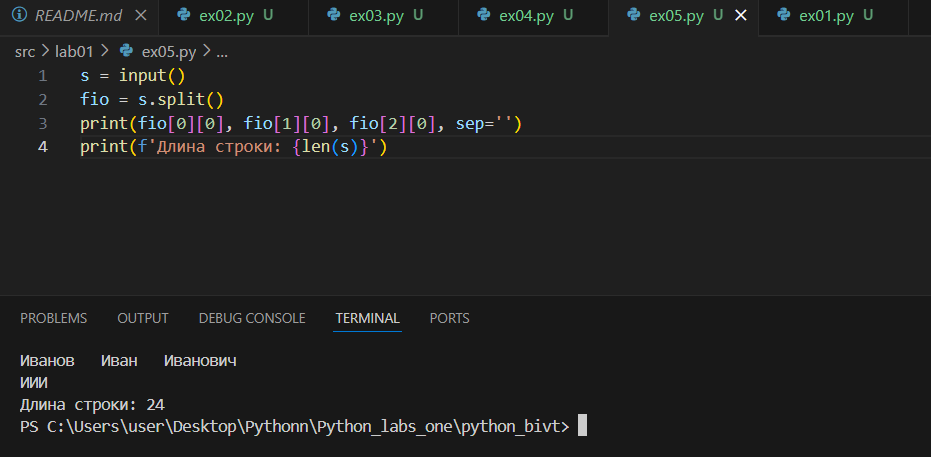 README.md ex02.py U ex03.py U ex04.py U ex05.py U ex01.py U
src > lab01 > ex05.py > ...
1 s = input()
2 fio = s.split()
3 print(fio[0][0], fio[1][0], fio[2][0], sep='')
4 print(f'Длина строки: {len(s)}')
PROBLEMS OUTPUT DEBUG CONSOLE TERMINAL PORTS
Иванов   Иван   Иванович
ИИИ
Длина строки: 24
PS C:\Users\user\Desktop\Pythonn\Python_labs_one\python_bivt>